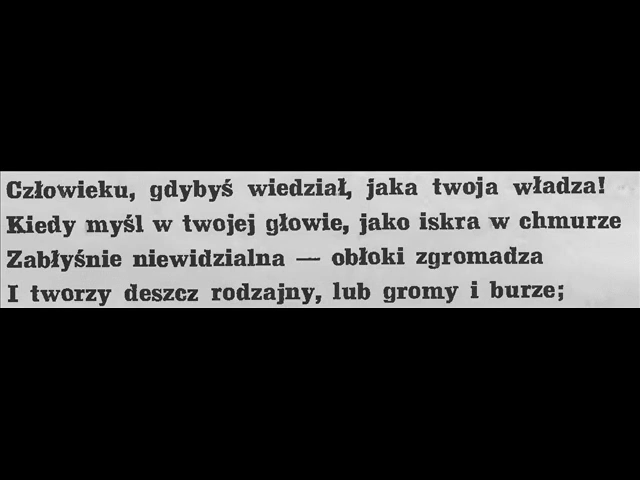 Człowieku, gdybyś wiedział, jaka twoja władza!
Kiedy myśl w twojej głowie, jako iskra w chmurze
Zabłyśnie niewidzialna — obłoki zgromadza
I tworzy deszcz rodzajny, lub gromy i burze;